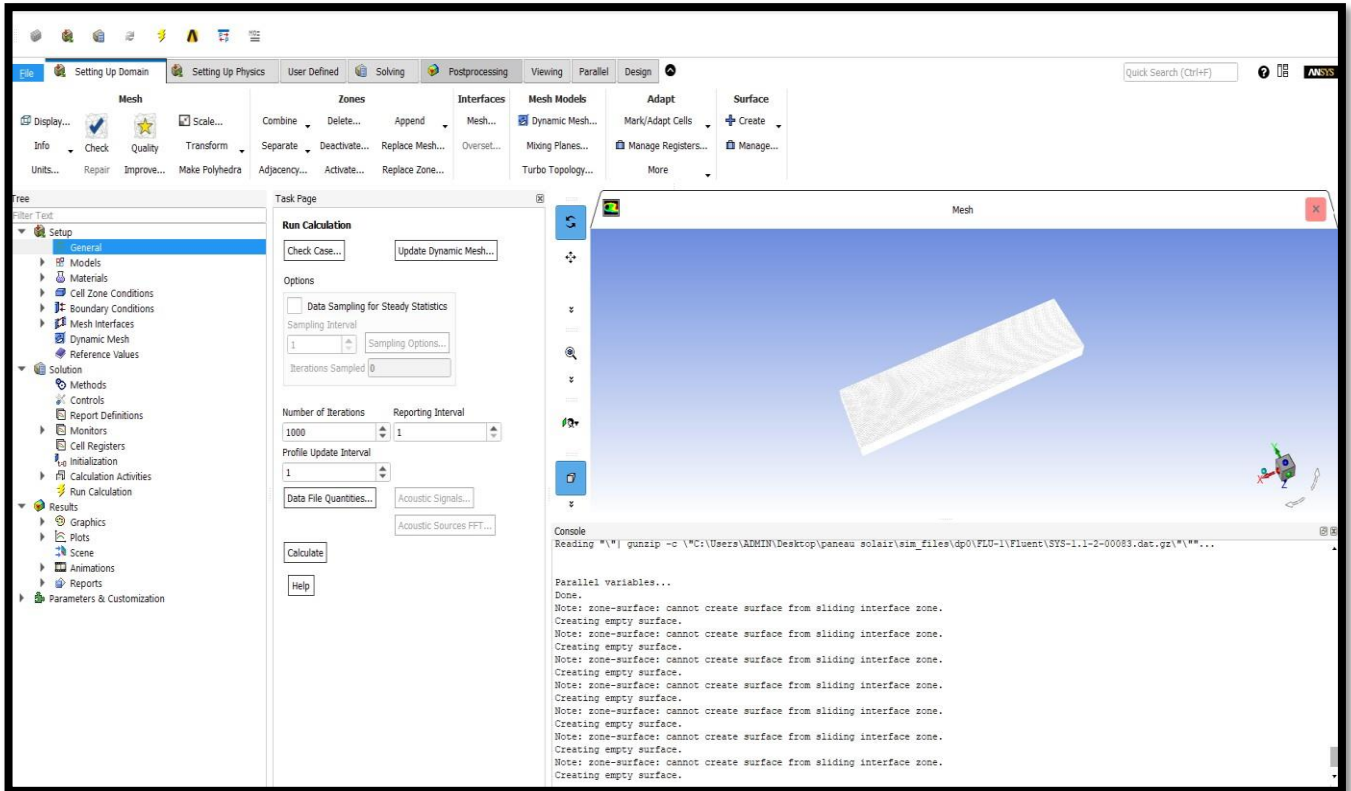 File Setting Up Domain Setting Up Physics User Defined Solving Postprocessing Viewing Parallel Design Quick Search (Ctrl+F) ANSYS
Mesh Zones Interfaces Mesh Models Adapt Surface
Display... Scale... Combine Delete... Append Mesh... Dynamic Mesh... Mark/Adapt Cells Create
Info Check Quality Transform Separate Deactivate... Replace Mesh... Overset... Mixing Planes... Manage Registers... Manage...
Units... Repair Improve... Make Polyhedra Adjacency... Activate... Replace Zone... Turbo Topology... More
Tree
Filter Text
Setup
General
Models
Materials
Cell Zone Conditions
Boundary Conditions
Mesh Interfaces
Dynamic Mesh
Reference Values
Solution
Methods
Controls
Report Definitions
Monitors
Cell Registers
Initialization
Calculation Activities
Run Calculation
Results
Graphics
Plots
Scene
Animations
Reports
Parameters & Customization
Task Page
Run Calculation
Check Case... Update Dynamic Mesh...
Options
Data Sampling for Steady Statistics
Sampling Interval
1 Sampling Options...
Iterations Sampled 0
Number of Iterations Reporting Interval
1000 1
Profile Update Interval
1
Data File Quantities... Acoustic Signals...
Acoustic Sources FFT...
Calculate
Help
Mesh
Y
X
Z
Console
Reading "\"| gunzip -c \"C:\Users\ADMIN\Desktop\paneau solair\sim_files\dp0\FLU-1\Fluent\SYS-1.1-2-00083.dat.gz\"\""...
Parallel variables...
Done.
Note: zone-surface: cannot create surface from sliding interface zone.
Creating empty surface.
Note: zone-surface: cannot create surface from sliding interface zone.
Creating empty surface.
Note: zone-surface: cannot create surface from sliding interface zone.
Creating empty surface.
Note: zone-surface: cannot create surface from sliding interface zone.
Creating empty surface.
Note: zone-surface: cannot create surface from sliding interface zone.
Creating empty surface.
Note: zone-surface: cannot create surface from sliding interface zone.
Creating empty surface.
Note: zone-surface: cannot create surface from sliding interface zone.
Creating empty surface.